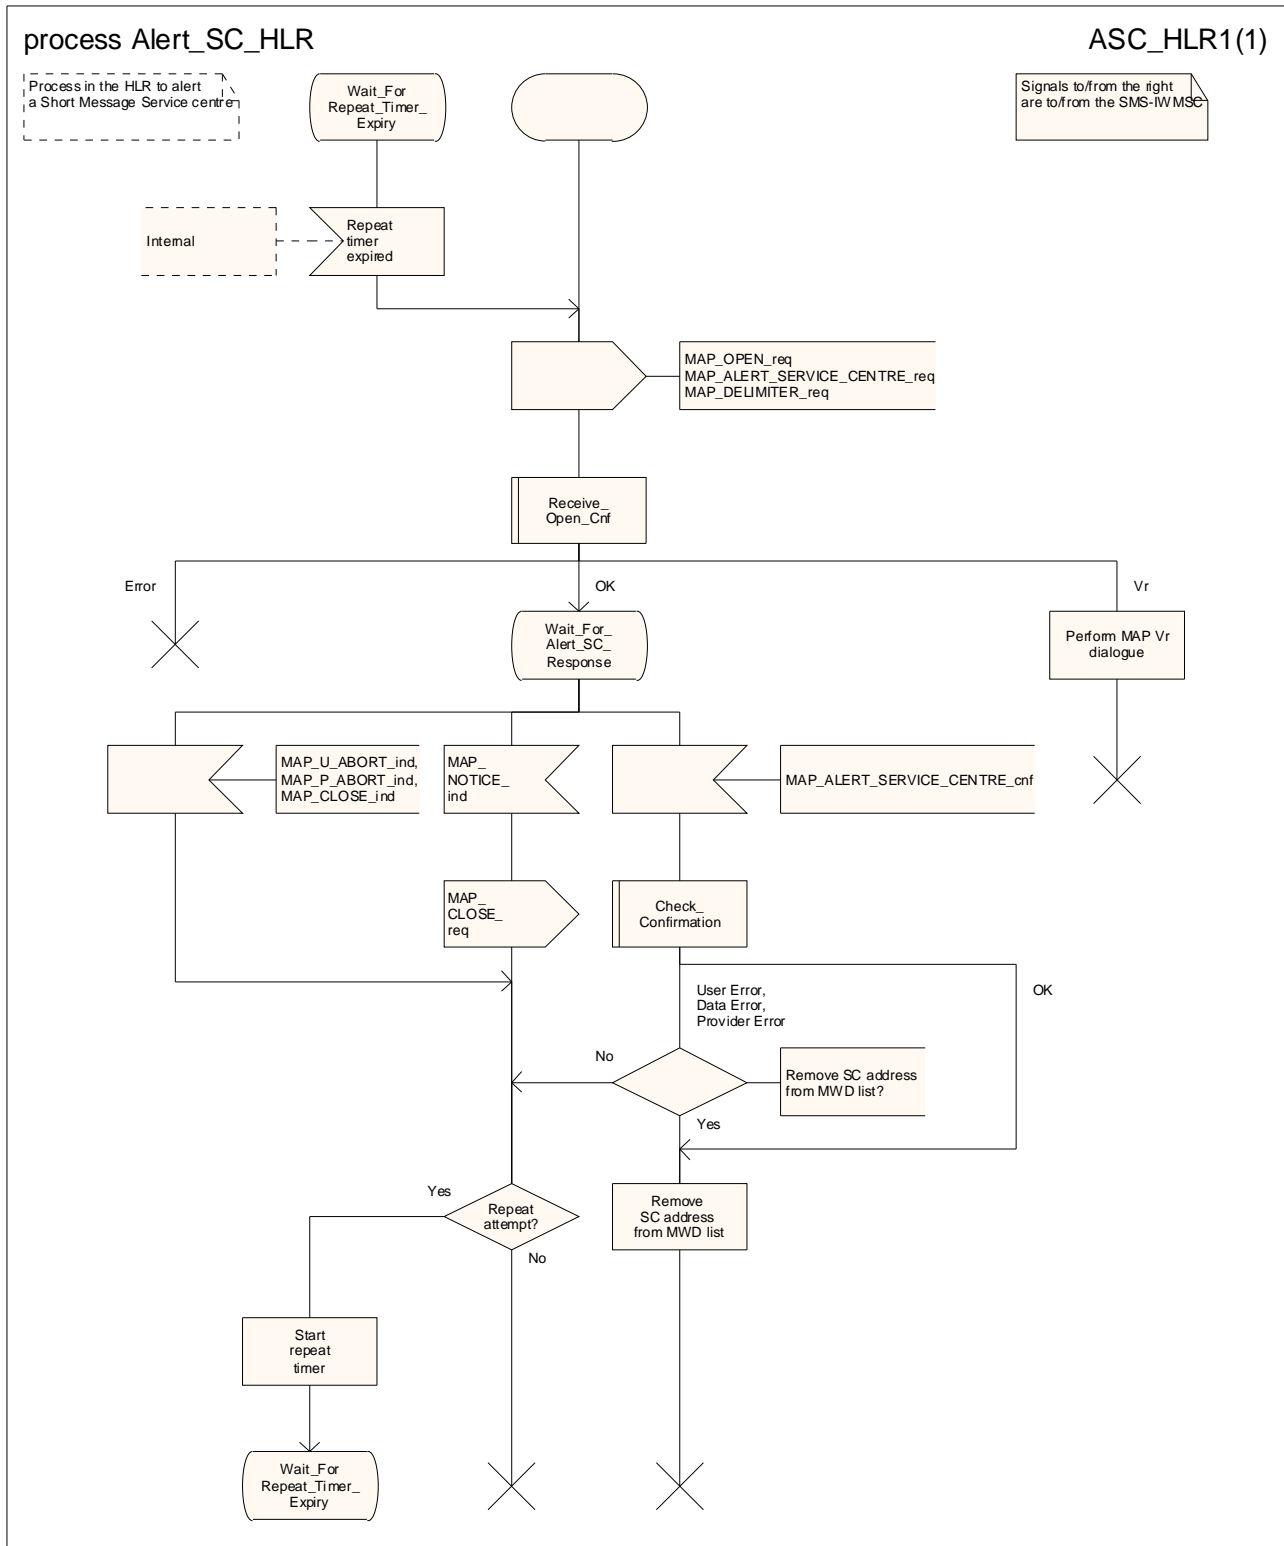 process Alert_SC_HLR
ASC_HLR1(1)
Process in the HLR to alert
a Short Message Service centre
Wait_For
Repeat_Timer_
Expiry
Signals to/from the right
are to/from the SMS-IWMSC
Internal
Repeat
timer
expired
MAP_OPEN_req
MAP_ALERT_SERVICE_CENTRE_req
MAP_DELIMITER_req
Receive_
Open_Cnf
Error
OK
Vr
Wait_For_
Alert_SC_
Response
Perform MAP Vr
dialogue
MAP_U_ABORT_ind,
MAP_P_ABORT_ind,
MAP_CLOSE_ind
MAP_
NOTICE_
ind
MAP_ALERT_SERVICE_CENTRE_cnf
MAP_
CLOSE_
req
Check_
Confirmation
User Error,
Data Error,
Provider Error
OK
No
Remove SC address
from MWD list?
Yes
Yes
Repeat
attempt?
No
Remove
SC address
from MWD list
Start
repeat
timer
Wait_For
Repeat_Timer_
Expiry